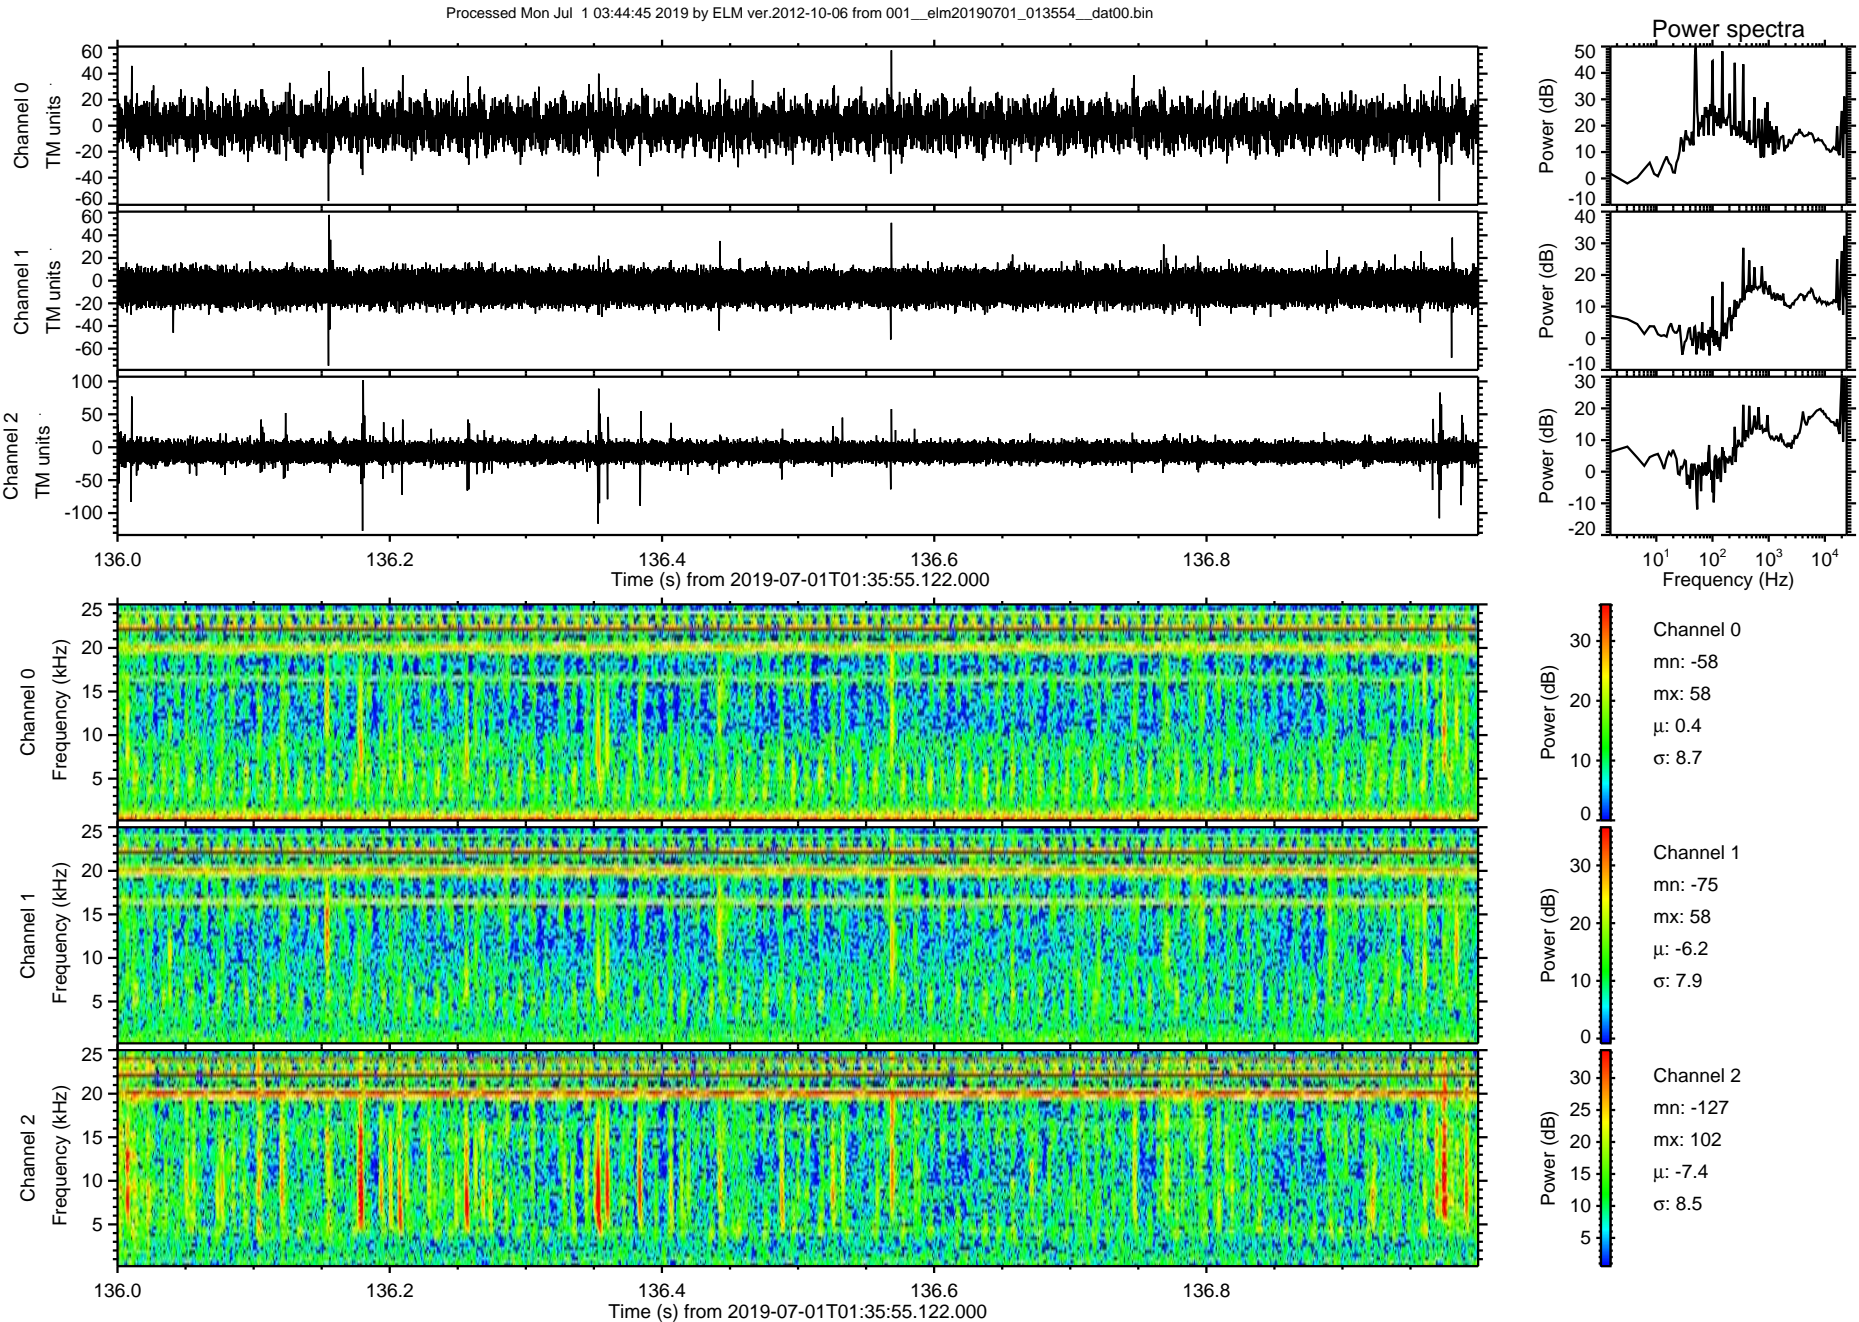 Processed Mon Jul  1 03:44:45 2019 by ELM ver.2012-10-06 from 001__elm20190701_013554__dat00.bin
Power spectra
Channel 0
TM units
60
40
20
0
-20
-40
-60
Power (dB)
50
40
30
20
10
0
-10
Channel 1
TM units
60
40
20
0
-20
-40
-60
Power (dB)
40
30
20
10
0
-10
Channel 2
TM units
100
50
0
-50
-100
Power (dB)
30
20
10
0
-10
-20
136.0 136.2 136.4 136.6 136.8
Time (s) from 2019-07-01T01:35:55.122.000
10^1 10^2 10^3 10^4
Frequency (Hz)
Channel 0
Frequency (kHz)
25
20
15
10
5
Power (dB)
30
20
10
0
Channel 0
mn: -58
mx: 58
μ: 0.4
σ: 8.7
Channel 1
Frequency (kHz)
25
20
15
10
5
Power (dB)
30
20
10
0
Channel 1
mn: -75
mx: 58
μ: -6.2
σ: 7.9
Channel 2
Frequency (kHz)
25
20
15
10
5
Power (dB)
30
25
20
15
10
5
Channel 2
mn: -127
mx: 102
μ: -7.4
σ: 8.5
136.0 136.2 136.4 136.6 136.8
Time (s) from 2019-07-01T01:35:55.122.000